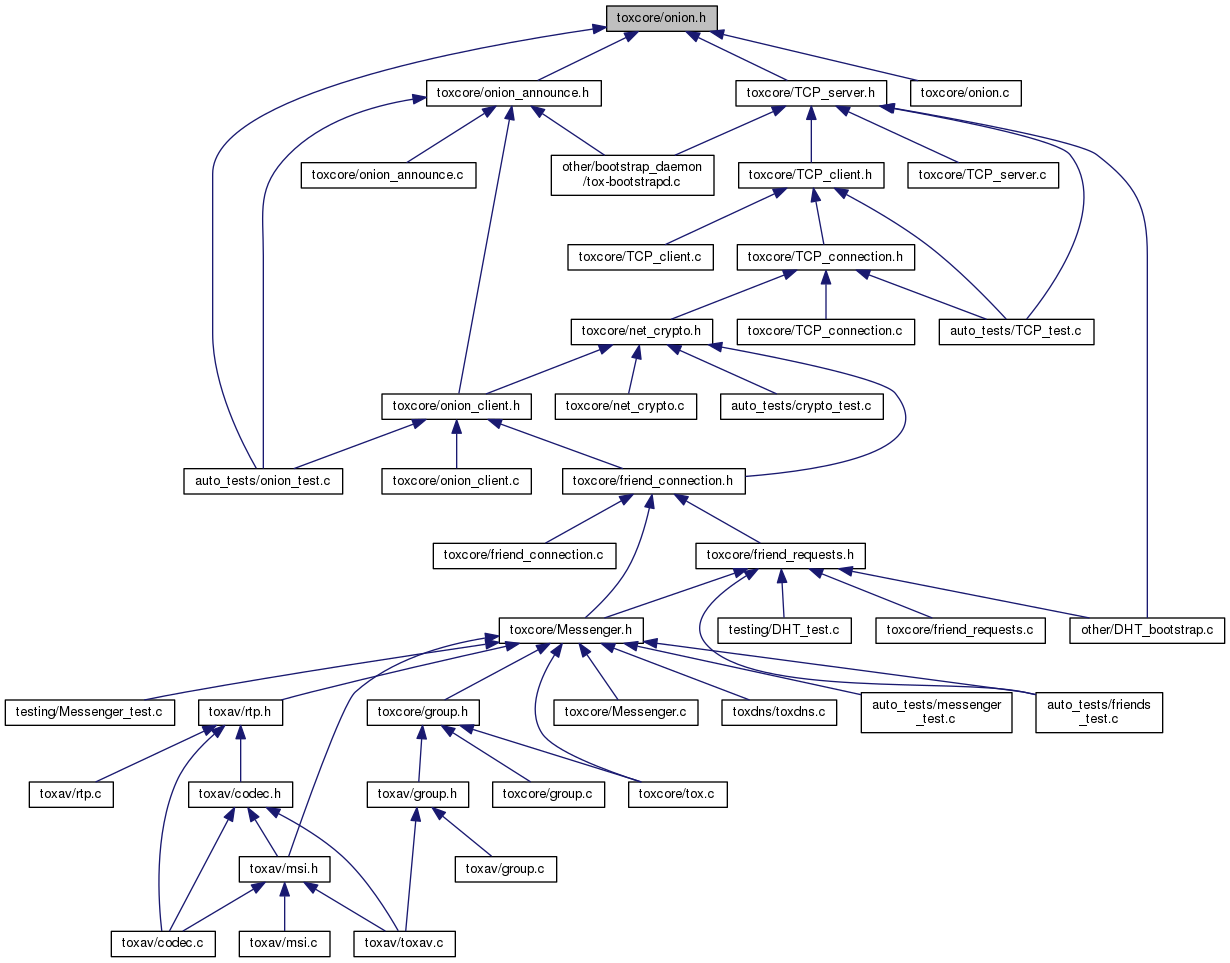 toxcore/onion.h
toxcore/onion_announce.h
toxcore/TCP_server.h
toxcore/onion.c
toxcore/onion_announce.c
other/bootstrap_daemon
/tox-bootstrapd.c
toxcore/TCP_client.h
toxcore/TCP_server.c
toxcore/TCP_client.c
toxcore/TCP_connection.h
toxcore/net_crypto.h
toxcore/TCP_connection.c
auto_tests/TCP_test.c
toxcore/onion_client.h
toxcore/net_crypto.c
auto_tests/crypto_test.c
auto_tests/onion_test.c
toxcore/onion_client.c
toxcore/friend_connection.h
toxcore/friend_connection.c
toxcore/friend_requests.h
toxcore/Messenger.h
testing/DHT_test.c
toxcore/friend_requests.c
other/DHT_bootstrap.c
testing/Messenger_test.c
toxav/rtp.h
toxcore/group.h
toxcore/Messenger.c
toxdns/toxdns.c
auto_tests/messenger
_test.c
auto_tests/friends
_test.c
toxav/rtp.c
toxav/codec.h
toxav/group.h
toxcore/group.c
toxcore/tox.c
toxav/msi.h
toxav/group.c
toxav/codec.c
toxav/msi.c
toxav/toxav.c